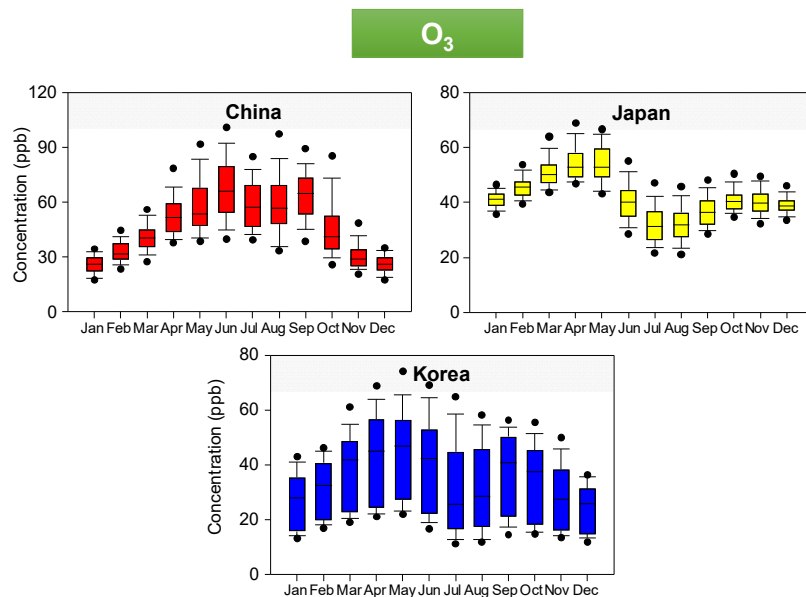 O₃
China
Concentration (ppb)
120
90
60
30
0
Jan Feb Mar Apr May Jun Jul Aug Sep Oct Nov Dec
Japan
80
60
40
20
0
Jan Feb Mar Apr May Jun Jul Aug Sep Oct Nov Dec
Korea
Concentration (ppb)
80
60
40
20
0
Jan Feb Mar Apr May Jun Jul Aug Sep Oct Nov Dec